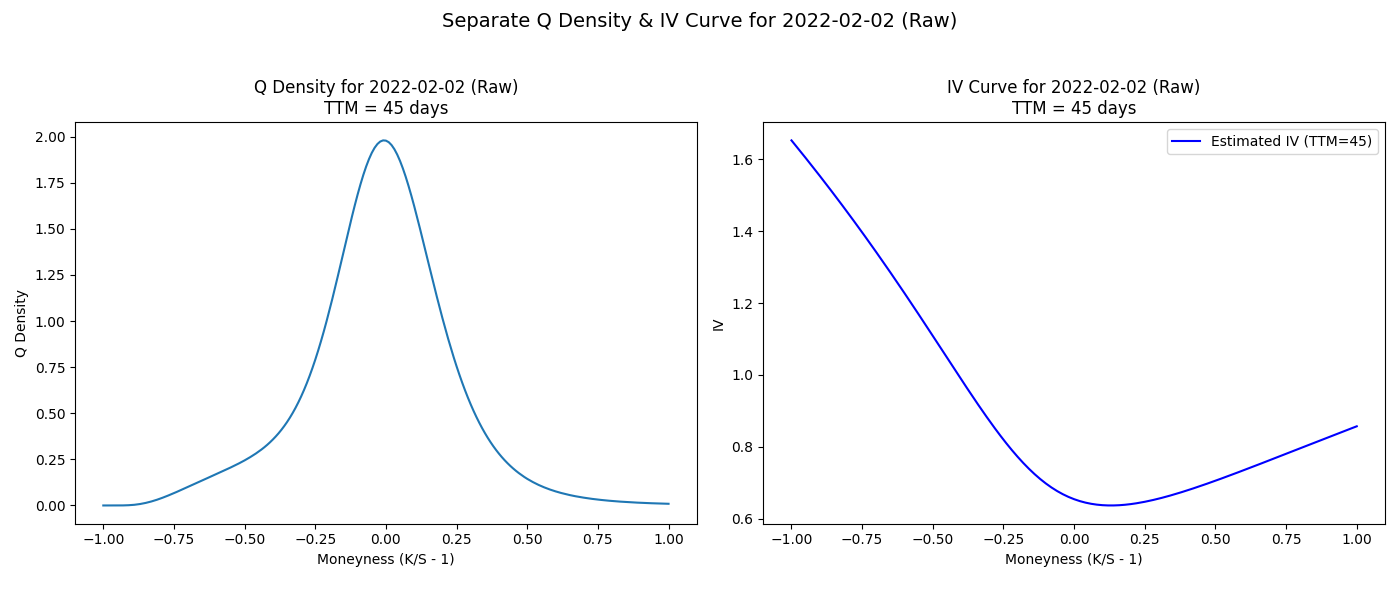 Separate Q Density & IV Curve for 2022-02-02 (Raw)
Q Density for 2022-02-02 (Raw)
TTM = 45 days
2.00
1.75
1.50
1.25
1.00
0.75
0.50
0.25
0.00
Q Density
−1.00 −0.75 −0.50 −0.25 0.00 0.25 0.50 0.75 1.00
Moneyness (K/S - 1)
IV Curve for 2022-02-02 (Raw)
TTM = 45 days
Estimated IV (TTM=45)
1.6
1.4
1.2
1.0
0.8
0.6
IV
−1.00 −0.75 −0.50 −0.25 0.00 0.25 0.50 0.75 1.00
Moneyness (K/S - 1)